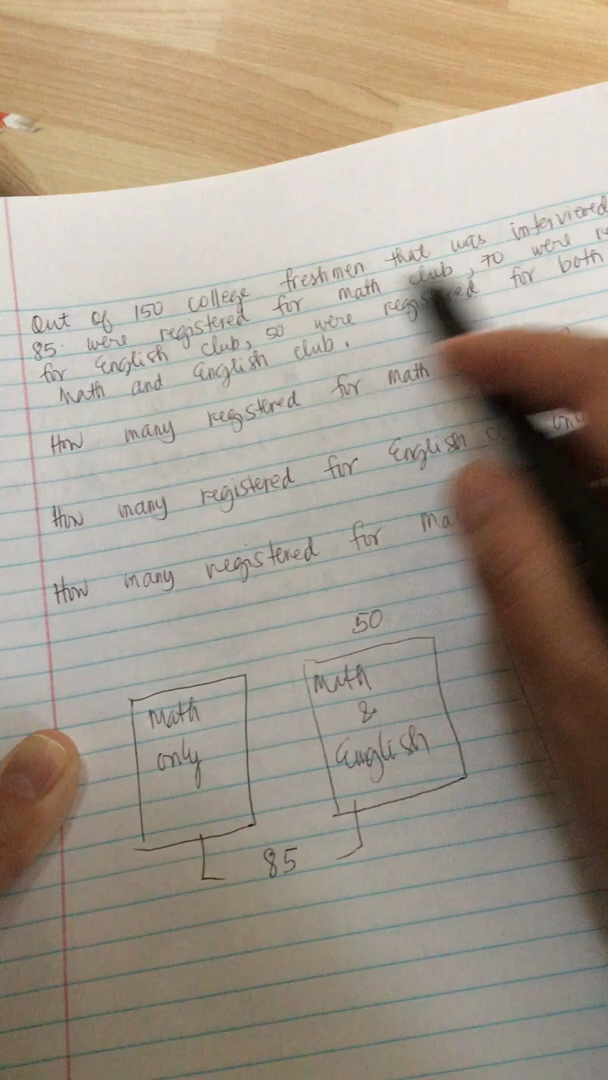 Out of 150 college freshmen that was interviewed
85 were registered for math club, 70 were
for English club, 50 were registered for both
Math and English club.
How many registered for math
How many registered for English
How many registered for
50
Math
only
Math
&
English
85